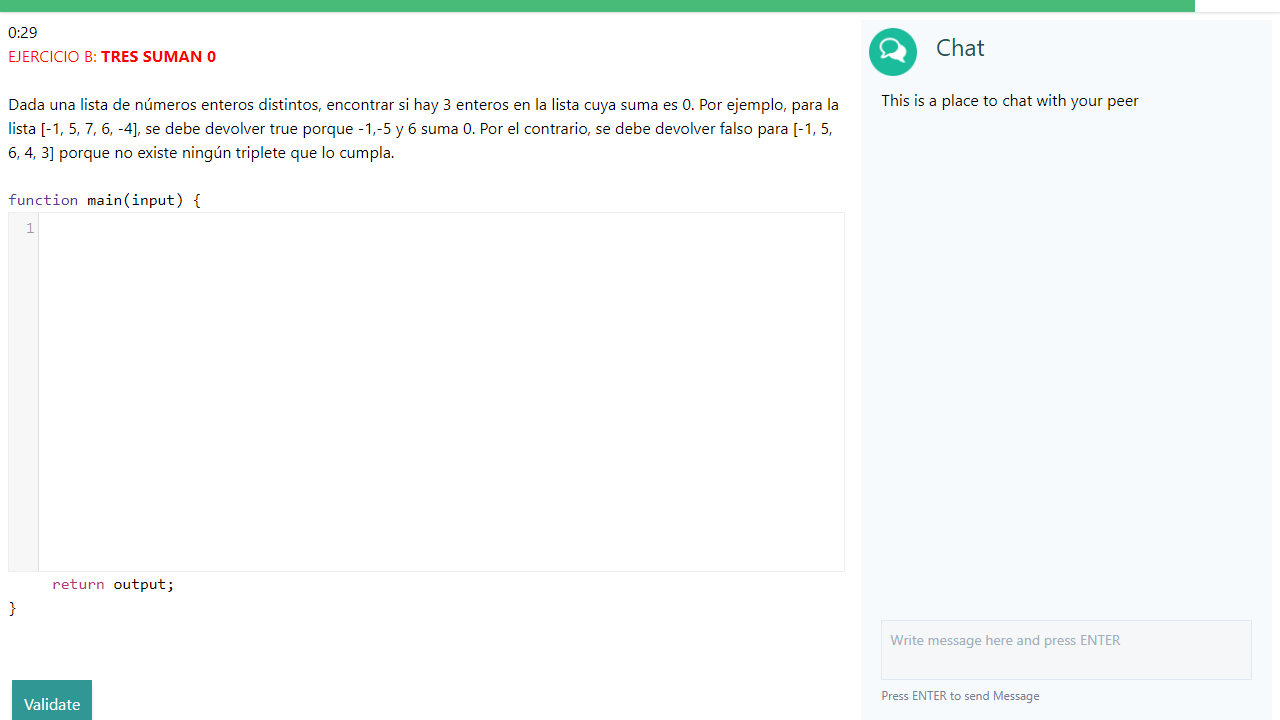 0:29
EJERCICIO B: TRES SUMAN 0
Dada una lista de números enteros distintos, encontrar si hay 3 enteros en la lista cuya suma es 0. Por ejemplo, para la
lista [-1, 5, 7, 6, -4], se debe devolver true porque -1,-5 y 6 suma 0. Por el contrario, se debe devolver falso para [-1, 5,
6, 4, 3] porque no existe ningún triplete que lo cumpla.
function main(input) {
1
return output;
}
Validate
Chat
This is a place to chat with your peer
Write message here and press ENTER
Press ENTER to send Message